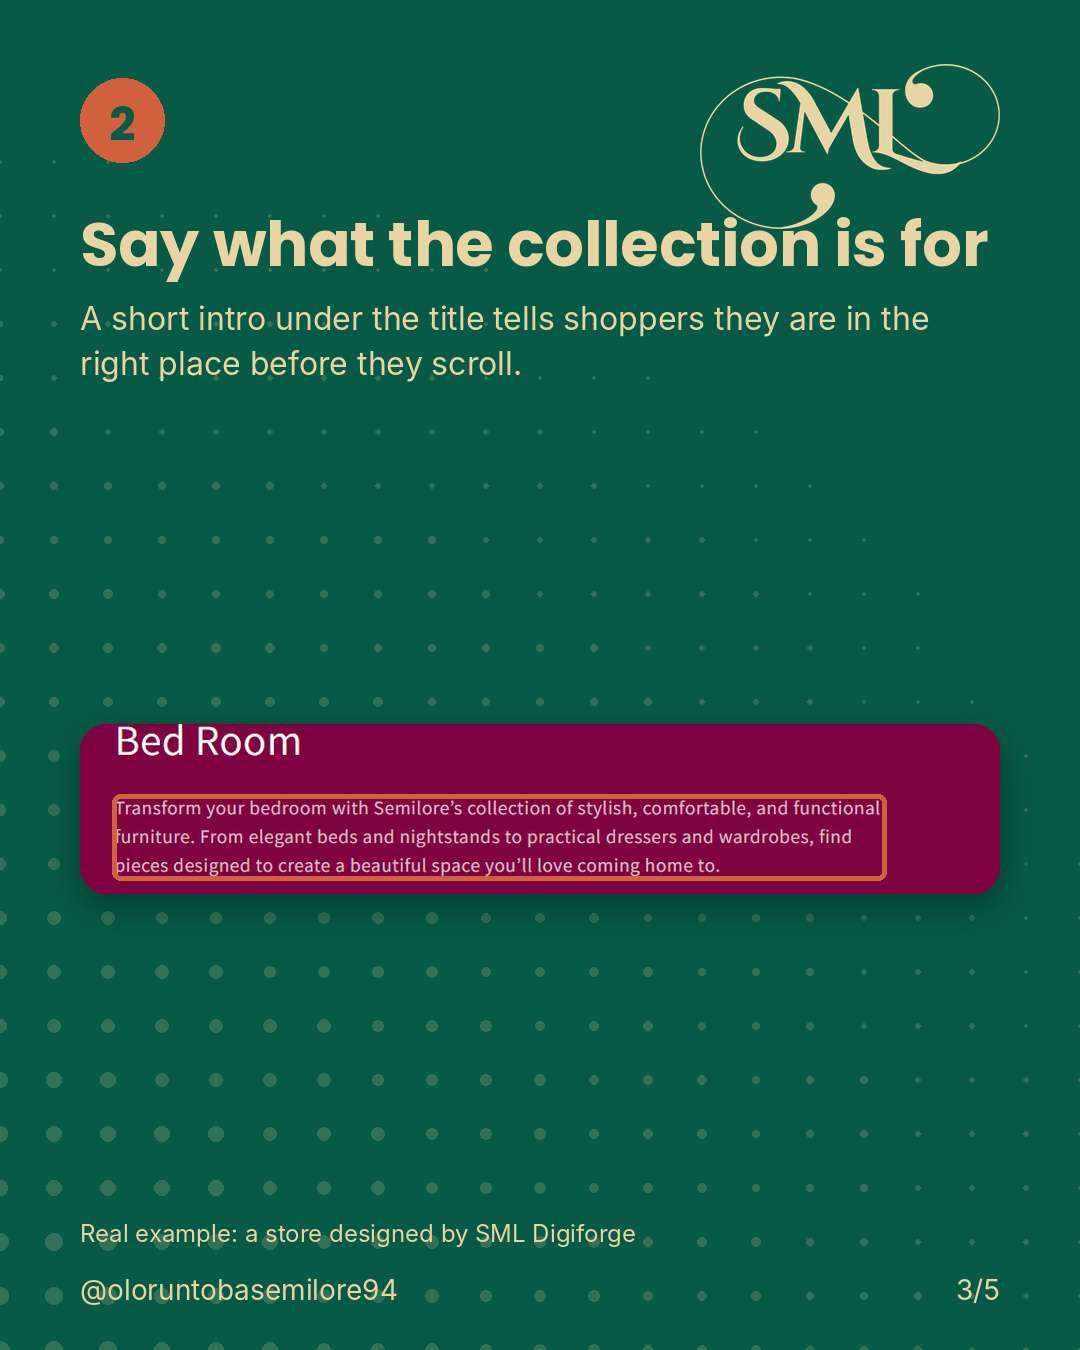 2
SML
Say what the collection is for
A short intro under the title tells shoppers they are in the
right place before they scroll.
Bed Room
Transform your bedroom with Semilore’s collection of stylish, comfortable, and functional
furniture. From elegant beds and nightstands to practical dressers and wardrobes, find
pieces designed to create a beautiful space you’ll love coming home to.
Real example: a store designed by SML Digiforge
@oloruntobasemilore94
3/5